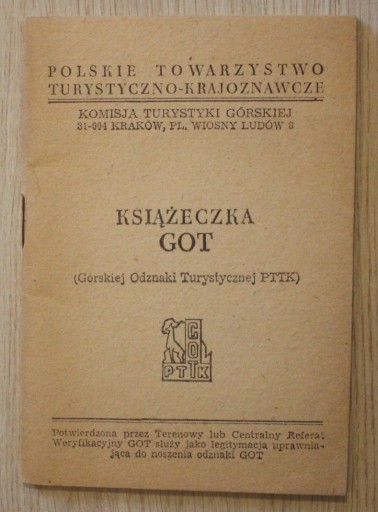 POLSKIE TOWARZYSTWO
TURYSTYCZNO-KRAJOZNAWCZE
KOMISJA TURYSTYKI GÓRSKIEJ
31-004 KRAKÓW, PL. WIOSNY LUDÓW 8
KSIĄŻECZKA
GOT
(Górskiej Odznaki Turystycznej PTTK)
GOT
PTTK
Potwierdzona przez Terenowy lub Centralny Referat
Weryfikacyjny GOT służy jako legitymacja uprawnia-
jąca do noszenia odznaki GOT